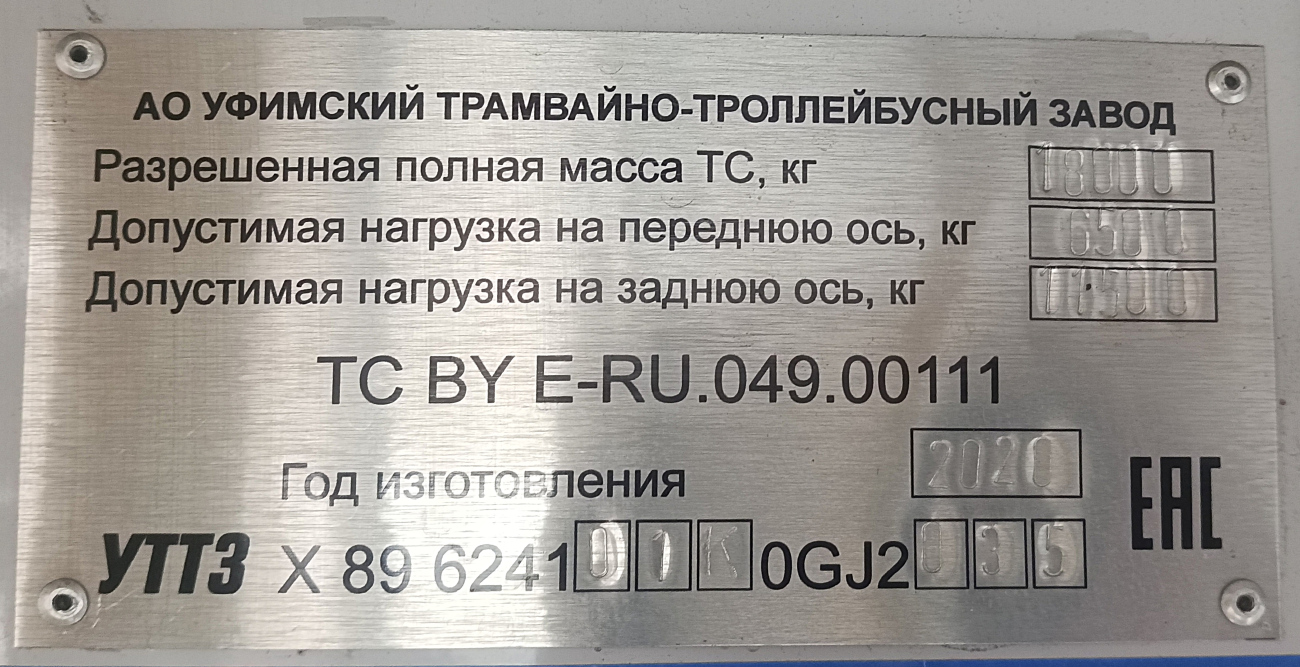 АО УФИМСКИЙ ТРАМВАЙНО-ТРОЛЛЕЙБУСНЫЙ ЗАВОД
Разрешенная полная масса ТС, кг 18000
Допустимая нагрузка на переднюю ось, кг 6500
Допустимая нагрузка на заднюю ось, кг 11500
ТС BY E-RU.049.00111
Год изготовления 2020
УТТЗ X 89 6241 0 1 K 0GJ2 0 3 5 EAC